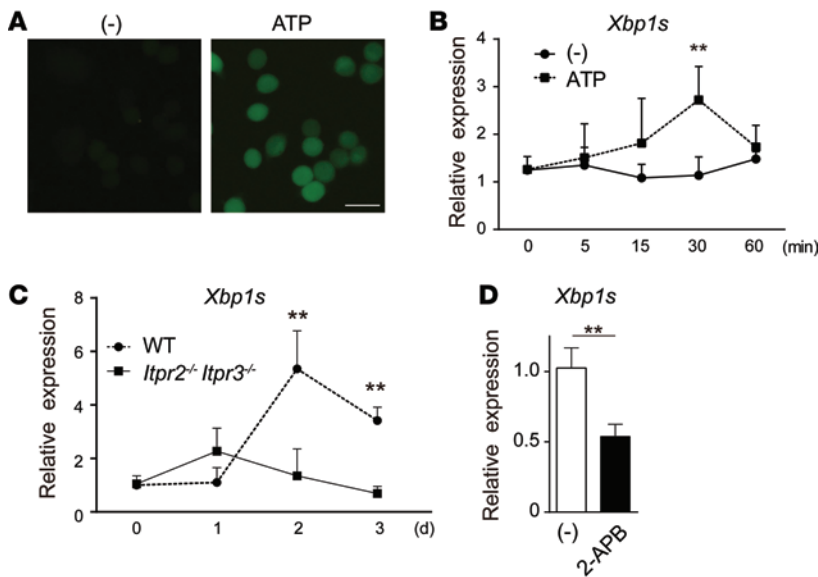 A
(-)
ATP
B
Xbp1s
(-)
ATP
**
Relative expression
4
3
2
1
0
0 5 15 30 60 (min)
C
Xbp1s
WT
Itpr2-/- Itpr3-/-
**
**
Relative expression
8
6
4
2
0
0 1 2 3 (d)
D
Xbp1s
**
Relative expression
1.0
0.5
0
(-)
2-APB